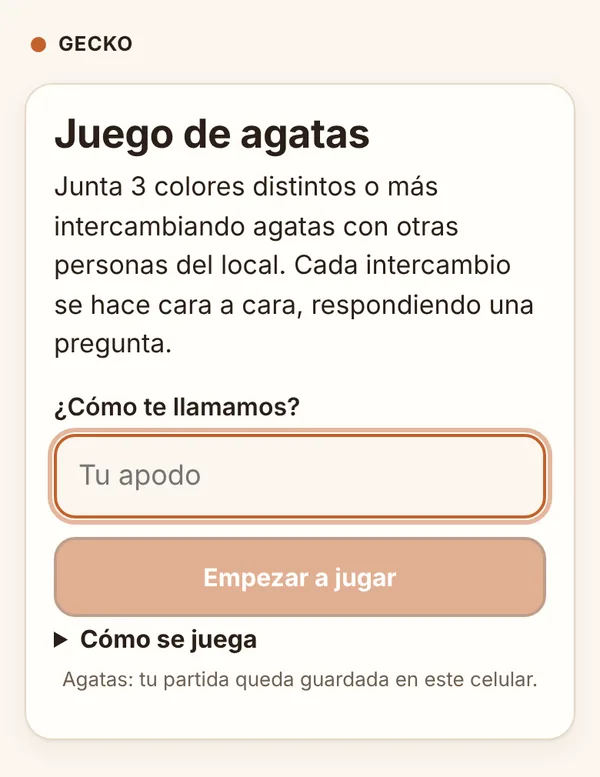 GECKO
Juego de agatas
Junta 3 colores distintos o más
intercambiando agatas con otras
personas del local. Cada intercambio
se hace cara a cara, respondiendo una
pregunta.
¿Cómo te llamamos?
Tu apodo
Empezar a jugar
Cómo se juega
Agatas: tu partida queda guardada en este celular.